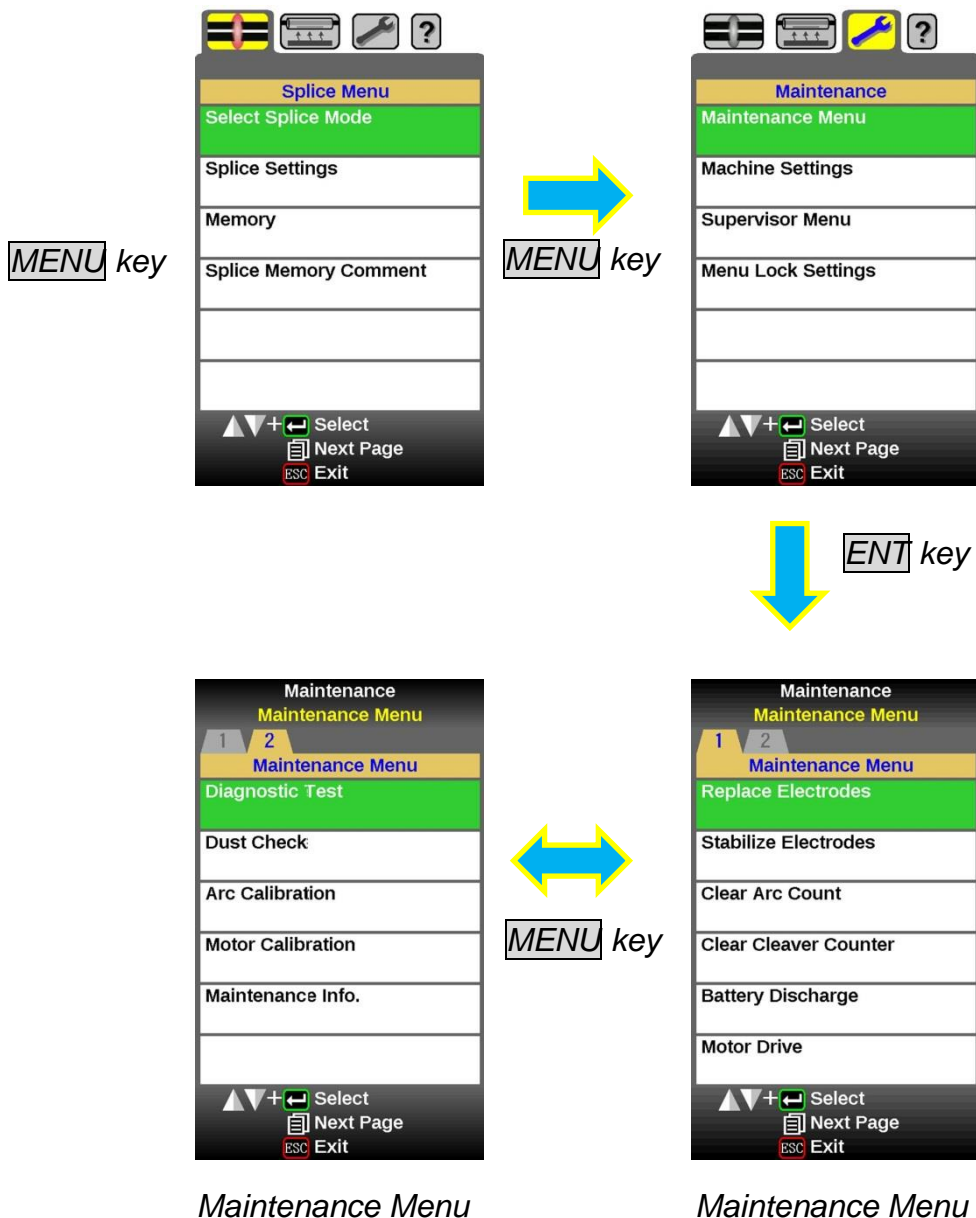 ?
Splice Menu
Select Splice Mode
Splice Settings
Memory
Splice Memory Comment
+ Select
Next Page
ESC Exit
MENU key
MENU key
?
Maintenance
Maintenance Menu
Machine Settings
Supervisor Menu
Menu Lock Settings
+ Select
Next Page
ESC Exit
ENT key
Maintenance
Maintenance Menu
1 2
Maintenance Menu
Diagnostic Test
Dust Check
Arc Calibration
Motor Calibration
Maintenance Info.
+ Select
Next Page
ESC Exit
Maintenance Menu
MENU key
Maintenance
Maintenance Menu
1 2
Maintenance Menu
Replace Electrodes
Stabilize Electrodes
Clear Arc Count
Clear Cleaver Counter
Battery Discharge
Motor Drive
+ Select
Next Page
ESC Exit
Maintenance Menu